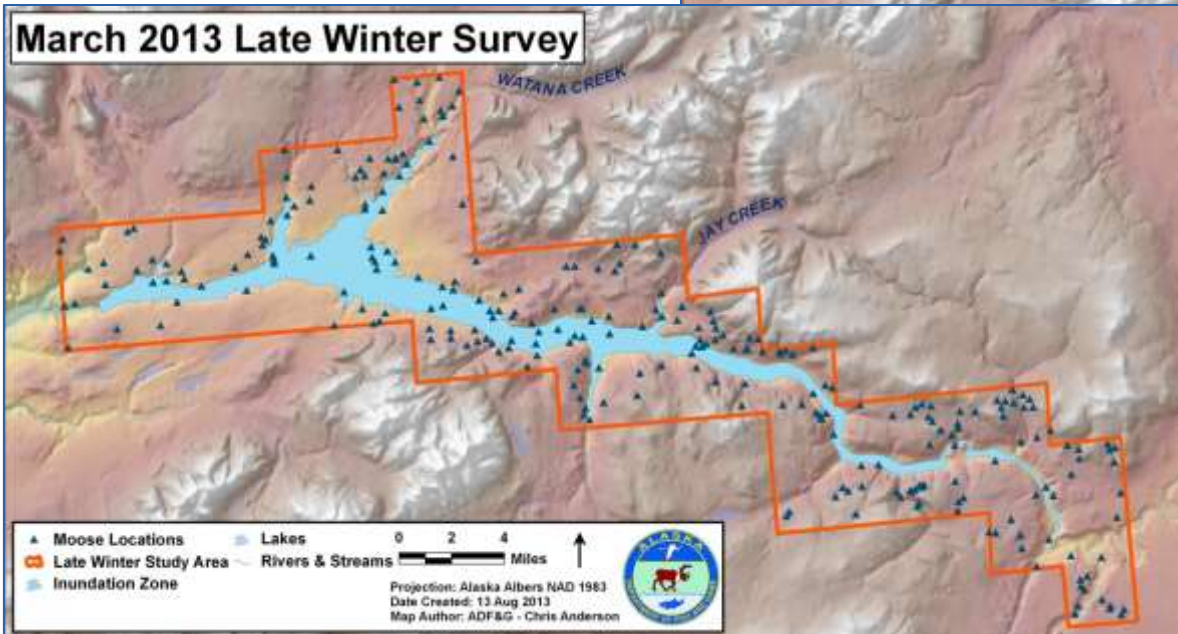 March 2013 Late Winter Survey
WATANA CREEK
JAY CREEK
Moose Locations
Late Winter Study Area
Inundation Zone
Lakes
Rivers & Streams
0 2 4
Miles
Projection: Alaska Albers NAD 1983
Date Created: 13 Aug 2013
Map Author: ADF&G - Chris Anderson
ALASKA